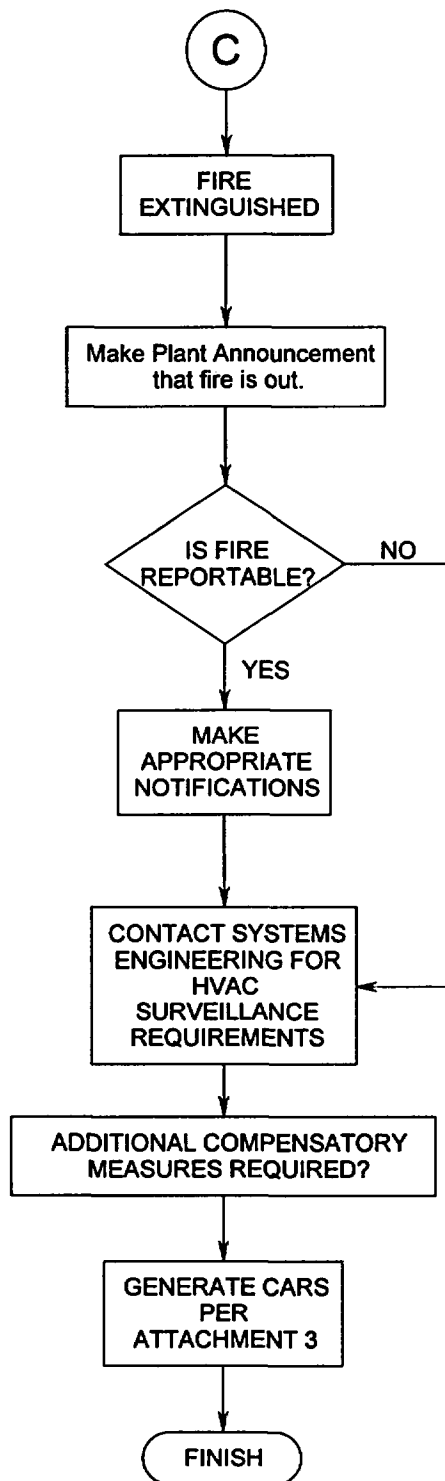 C
FIRE
EXTINGUISHED
Make Plant Announcement
that fire is out.
IS FIRE
REPORTABLE?
NO
YES
MAKE
APPROPRIATE
NOTIFICATIONS
CONTACT SYSTEMS
ENGINEERING FOR
HVAC
SURVEILLANCE
REQUIREMENTS
ADDITIONAL COMPENSATORY
MEASURES REQUIRED?
GENERATE CARS
PER
ATTACHMENT 3
FINISH